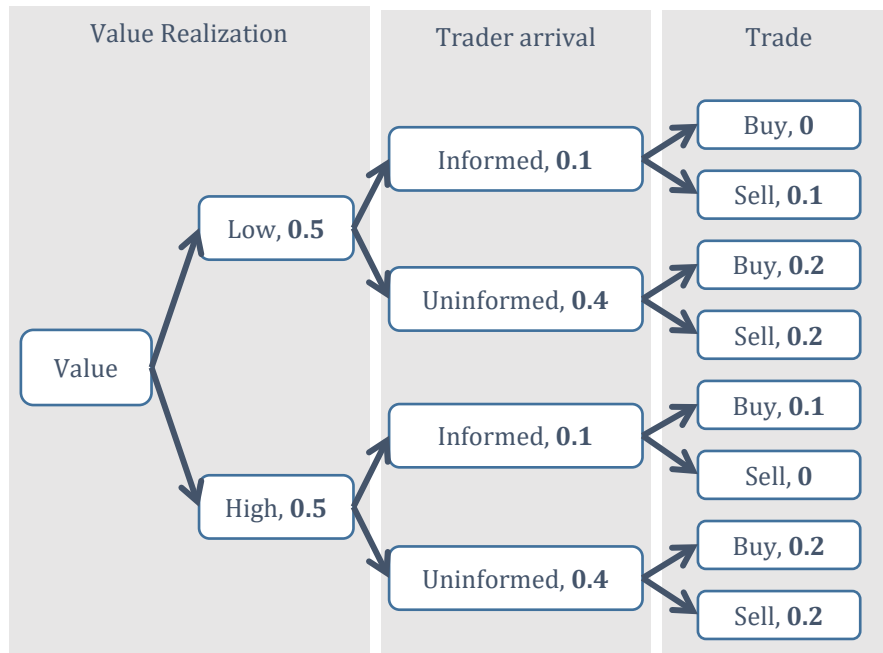 Value Realization
Trader arrival
Trade
Value
Low, 0.5
High, 0.5
Informed, 0.1
Uninformed, 0.4
Informed, 0.1
Uninformed, 0.4
Buy, 0
Sell, 0.1
Buy, 0.2
Sell, 0.2
Buy, 0.1
Sell, 0
Buy, 0.2
Sell, 0.2